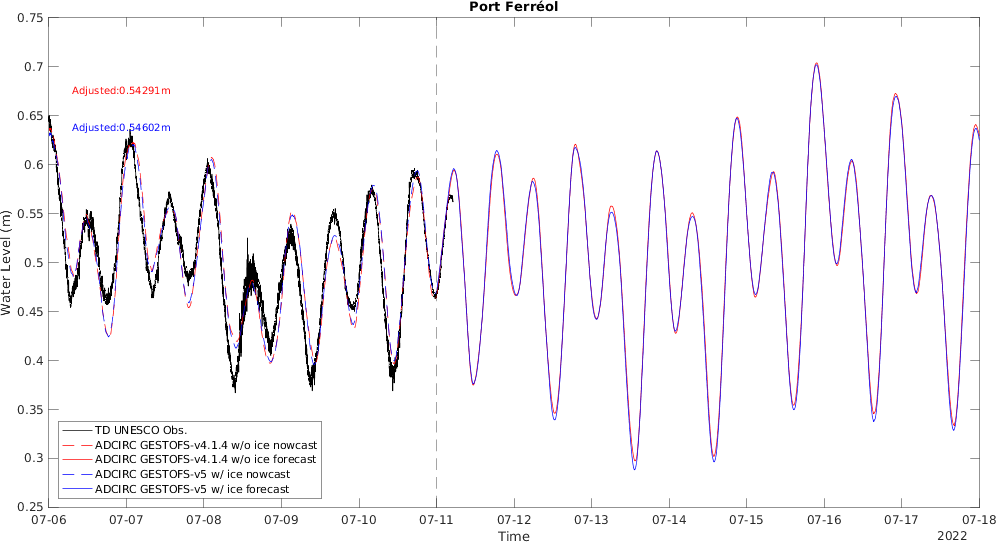 Port Ferréol
0.75
0.7
0.65
0.6
0.55
0.5
0.45
0.4
0.35
0.3
0.25
Water Level (m)
Adjusted:0.54291m
Adjusted:0.54602m
TD UNESCO Obs.
ADCIRC GESTOFS-v4.1.4 w/o ice nowcast
ADCIRC GESTOFS-v4.1.4 w/o ice forecast
ADCIRC GESTOFS-v5 w/ ice nowcast
ADCIRC GESTOFS-v5 w/ ice forecast
07-06 07-07 07-08 07-09 07-10 07-11 07-12 07-13 07-14 07-15 07-16 07-17 07-18
Time
2022